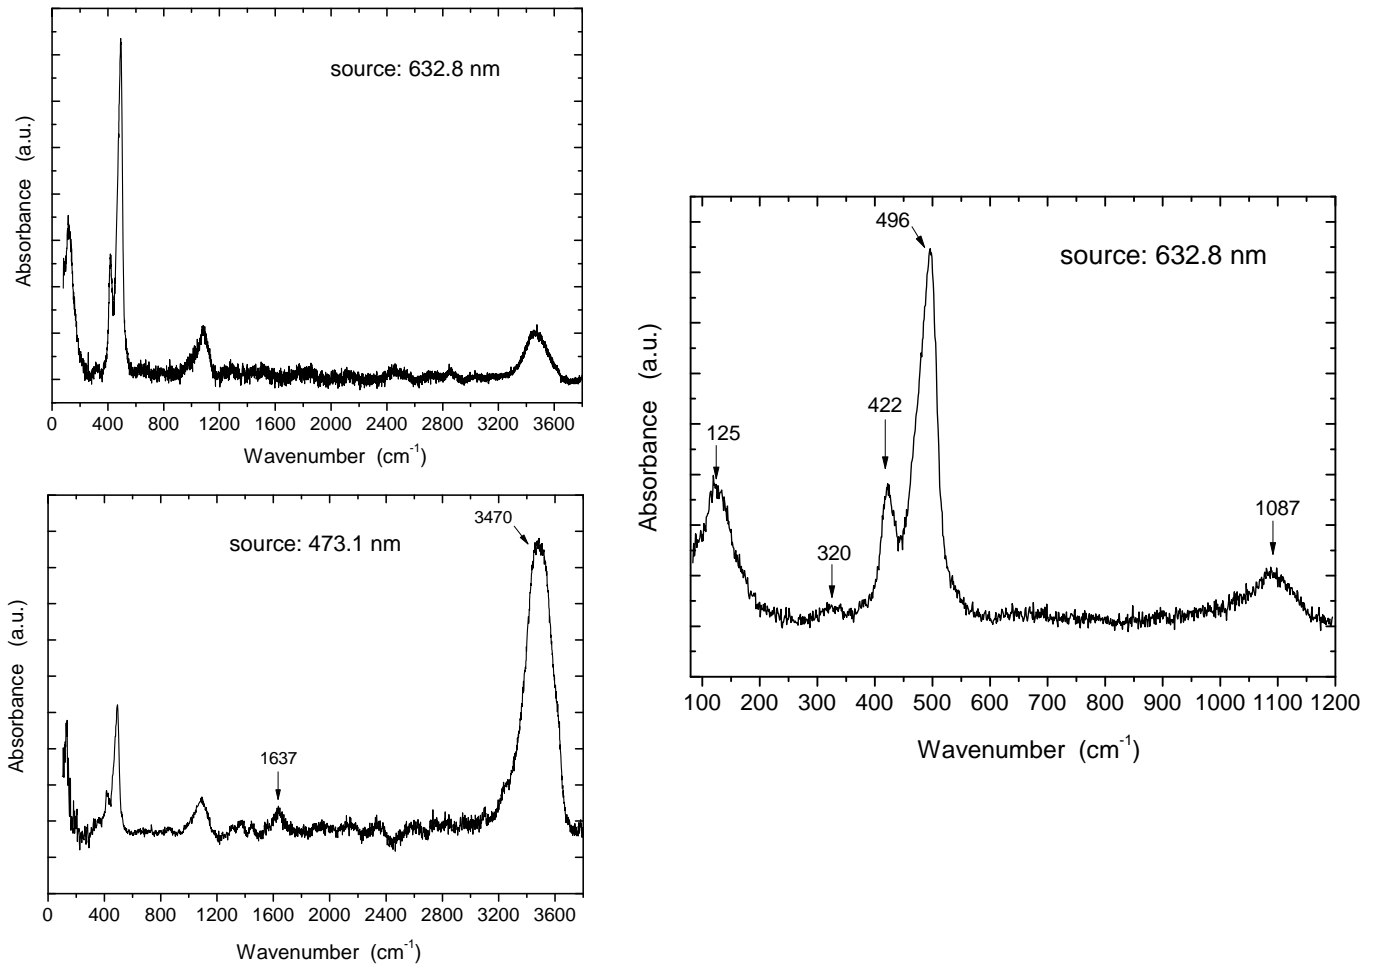 source: 632.8 nm
Absorbance (a.u.)
0 400 800 1200 1600 2000 2400 2800 3200 3600
Wavenumber (cm-1)
3470
source: 473.1 nm
1637
Absorbance (a.u.)
0 400 800 1200 1600 2000 2400 2800 3200 3600
Wavenumber (cm-1)
496
source: 632.8 nm
422
125
1087
320
Absorbance (a.u.)
100 200 300 400 500 600 700 800 900 1000 1100 1200
Wavenumber (cm-1)